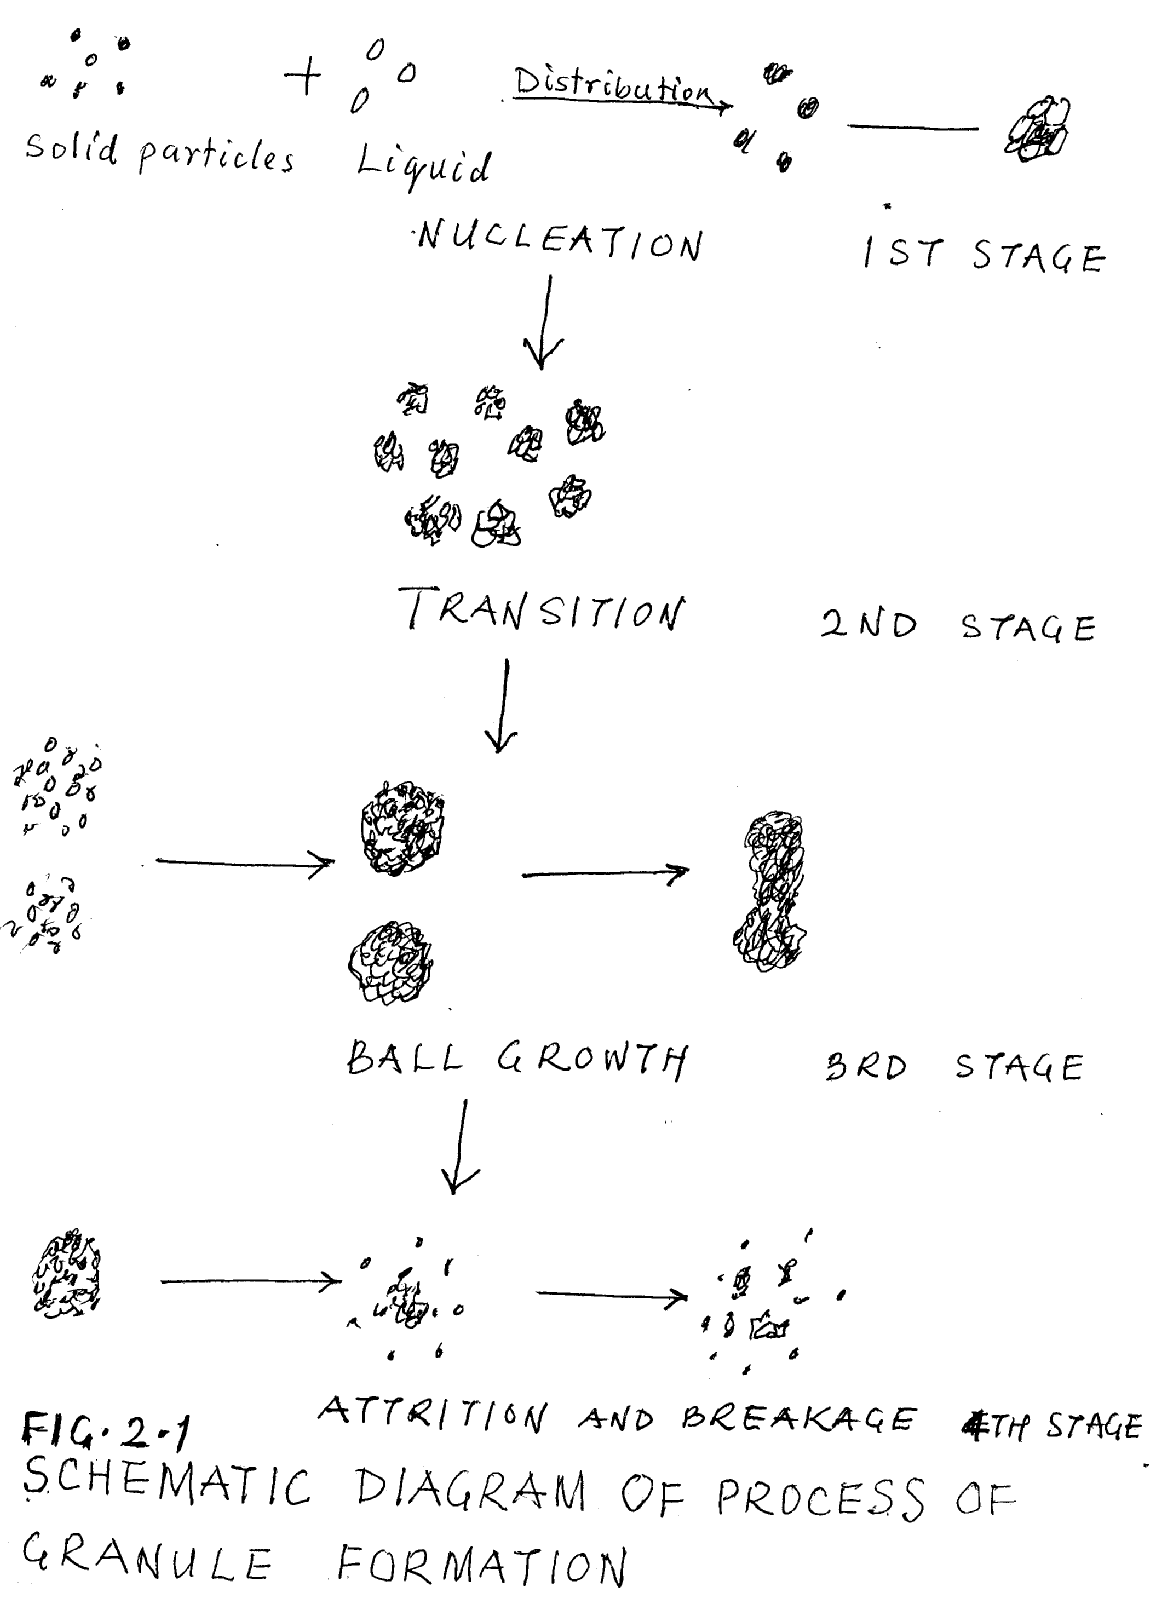 + Distribution
Solid particles Liquid
NUCLEATION 1ST STAGE
TRANSITION 2ND STAGE
BALL GROWTH 3RD STAGE
ATTRITION AND BREAKAGE 4TH STAGE
FIG. 2.1
SCHEMATIC DIAGRAM OF PROCESS OF
GRANULE FORMATION